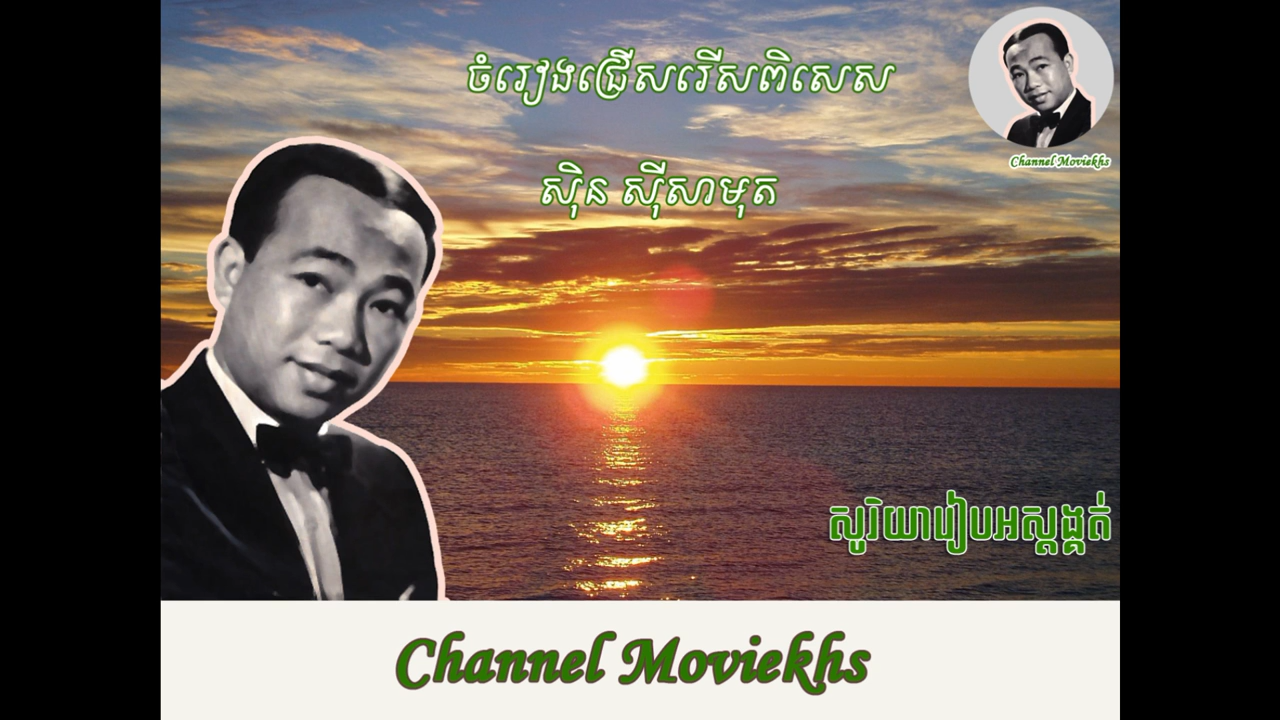 ចំរៀងជ្រើសរើសពិសេស
Channel Moviekhs
ស៊ិន ស៊ីសាមុត
សូរិយារៀបអស្តង្គត់
Channel Moviekhs